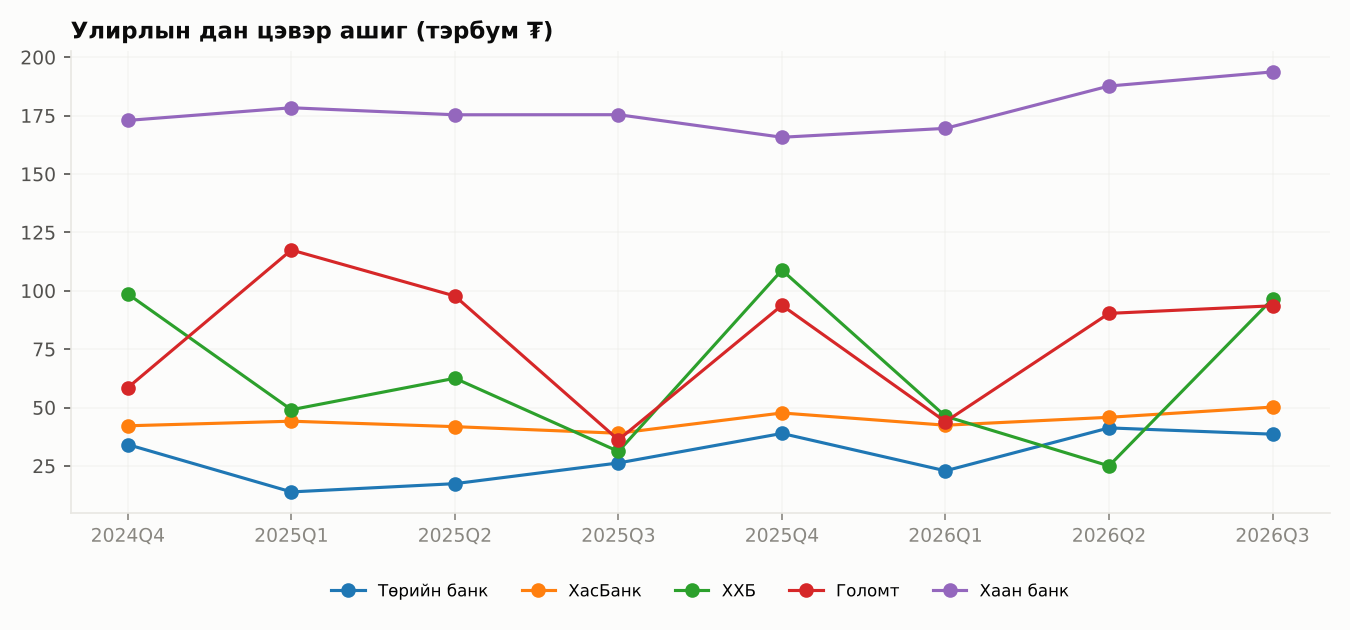 Улирлын дан цэвэр ашиг (тэрбум ₮)
200
175
150
125
100
75
50
25
2024Q4 2025Q1 2025Q2 2025Q3 2025Q4 2026Q1 2026Q2 2026Q3
Төрийн банк ХасБанк ХХБ Голомт Хаан банк